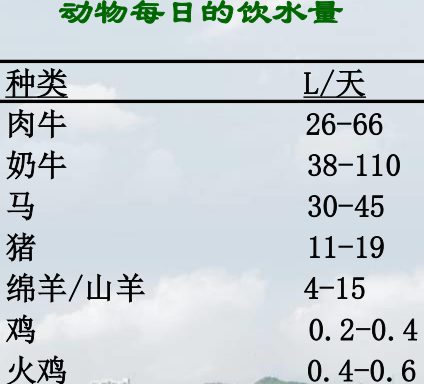 动物每日的饮水量
种类 L/天
肉牛 26-66
奶牛 38-110
马 30-45
猪 11-19
绵羊/山羊 4-15
鸡 0.2-0.4
火鸡 0.4-0.6